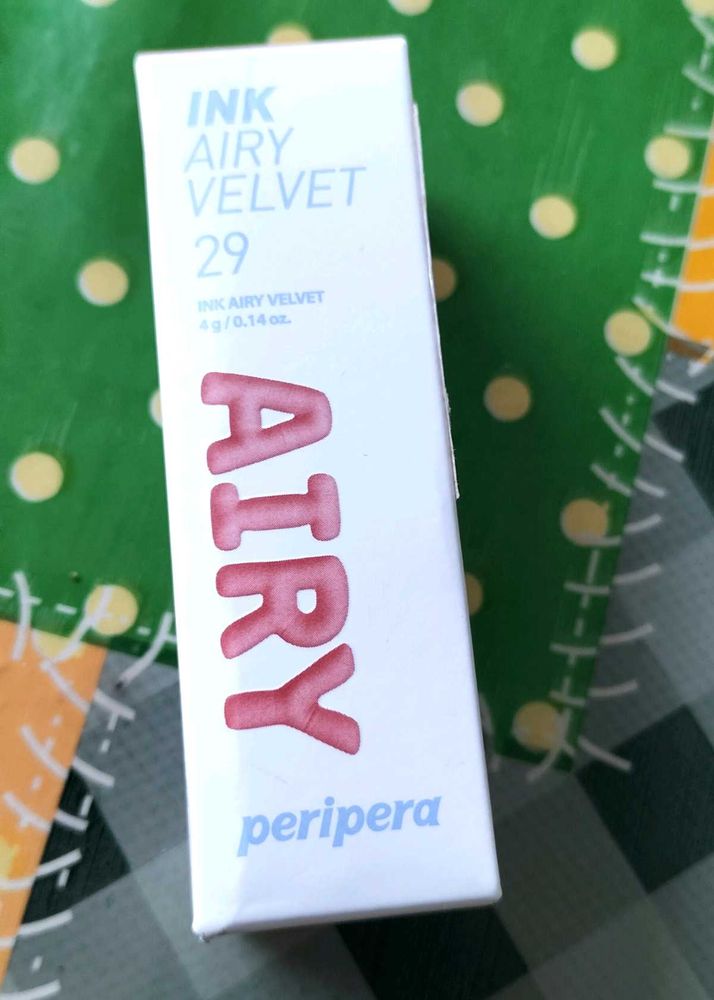 INK
AIRY
VELVET
29
INK AIRY VELVET
4 g / 0.14 oz.
AIRY
peripera